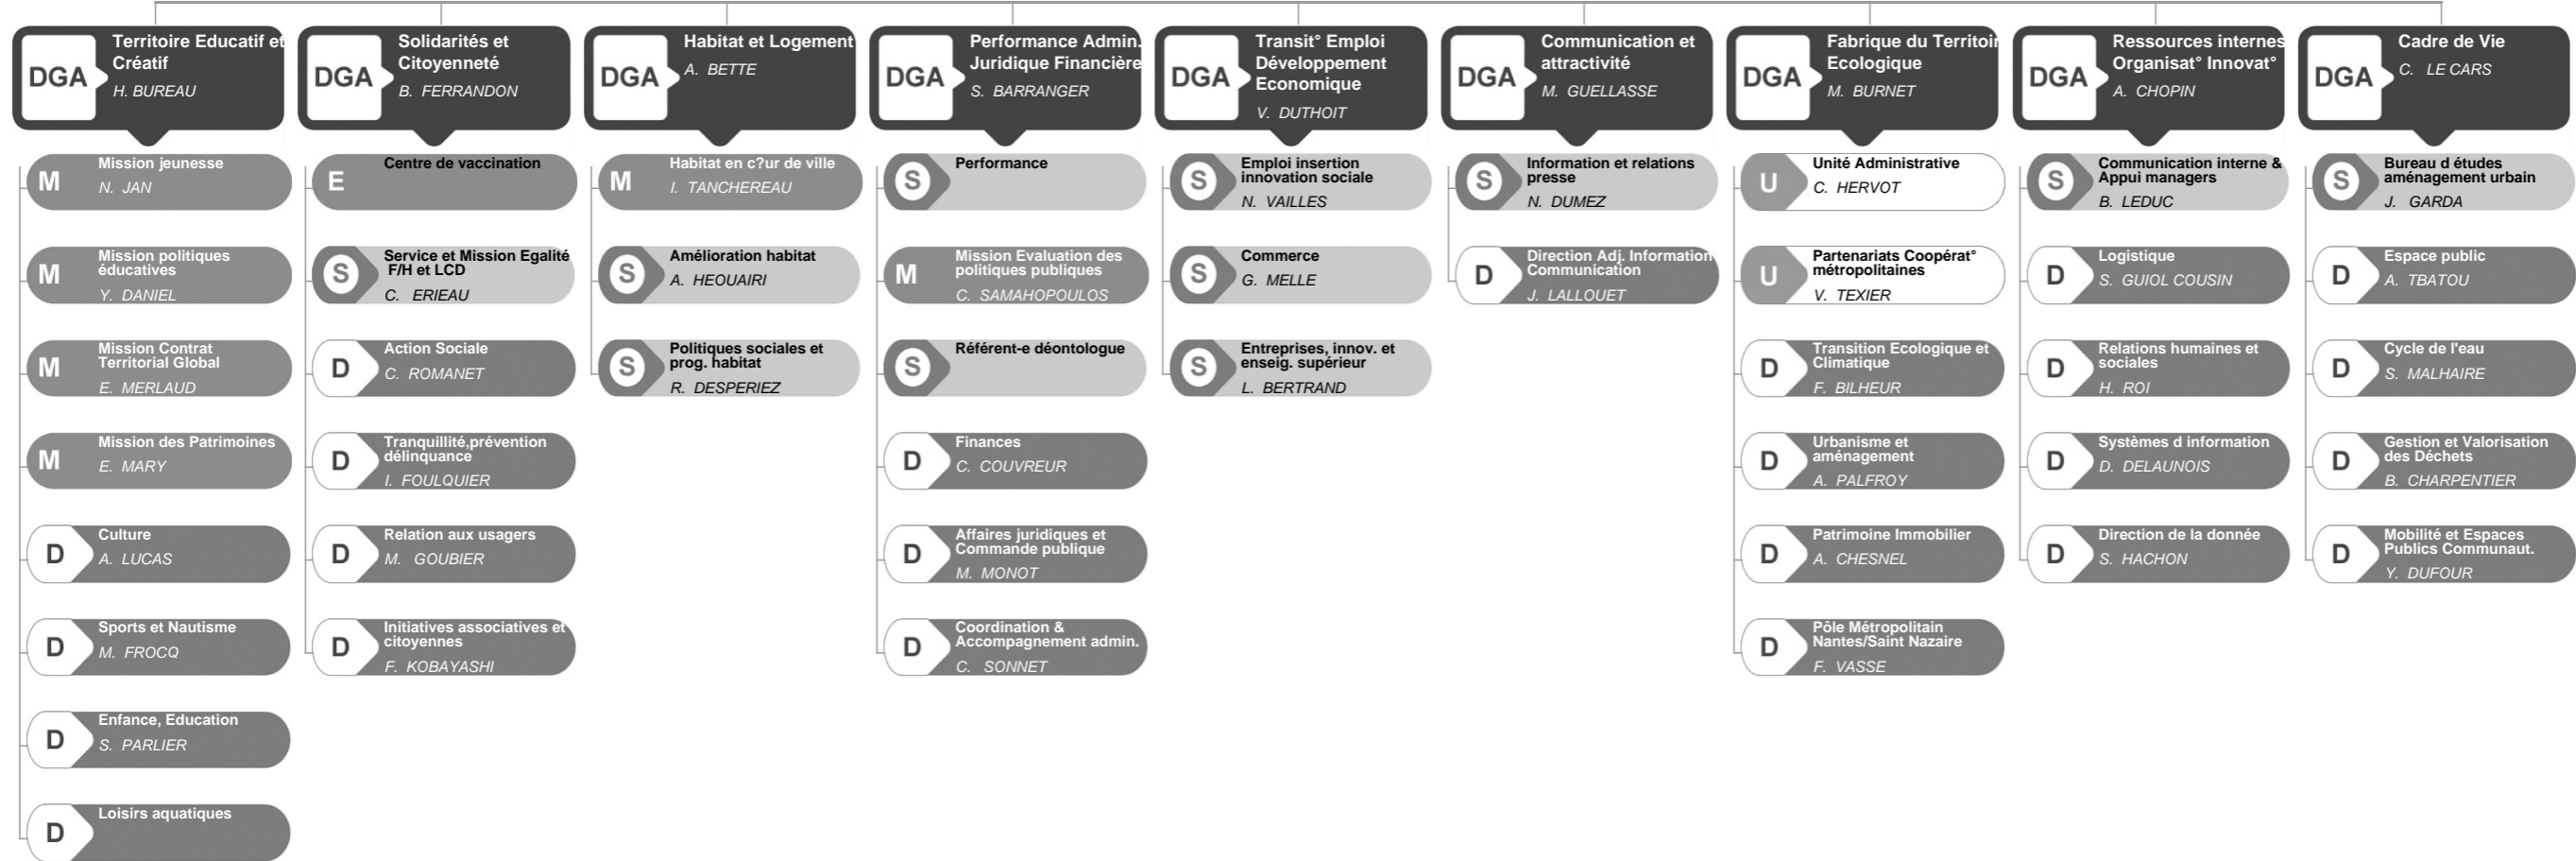 DGA
Territoire Educatif et
Créatif
H. BUREAU
M
Mission jeunesse
N. JAN
M
Mission politiques
éducatives
Y. DANIEL
M
Mission Contrat
Territorial Global
E. MERLAUD
M
Mission des Patrimoines
E. MARY
D
Culture
A. LUCAS
D
Sports et Nautisme
M. FROCQ
D
Enfance, Education
S. PARLIER
D
Loisirs aquatiques
DGA
Solidarités et
Citoyenneté
B. FERRANDON
E
Centre de vaccination
S
Service et Mission Egalité
F/H et LCD
C. ERIEAU
D
Action Sociale
C. ROMANET
D
Tranquillité,prévention
délinquance
I. FOULQUIER
D
Relation aux usagers
M. GOUBIER
D
Initiatives associatives et
citoyennes
F. KOBAYASHI
DGA
Habitat et Logement
A. BETTE
M
Habitat en c?ur de ville
I. TANCHEREAU
S
Amélioration habitat
A. HEOUAIRI
S
Politiques sociales et
prog. habitat
R. DESPERIEZ
DGA
Performance Admin.
Juridique Financière
S. BARRANGER
S
Performance
M
Mission Evaluation des
politiques publiques
C. SAMAHOPOULOS
S
Référent-e déontologue
D
Finances
C. COUVREUR
D
Affaires juridiques et
Commande publique
M. MONOT
D
Coordination &
Accompagnement admin.
C. SONNET
DGA
Transit° Emploi
Développement
Economique
V. DUTHOIT
S
Emploi insertion
innovation sociale
N. VAILLES
S
Commerce
G. MELLE
S
Entreprises, innov. et
enseig. supérieur
L. BERTRAND
DGA
Communication et
attractivité
M. GUELLASSE
S
Information et relations
presse
N. DUMEZ
D
Direction Adj. Information
Communication
J. LALLOUET
DGA
Fabrique du Territoir
Ecologique
M. BURNET
U
Unité Administrative
C. HERVOT
U
Partenariats Coopérat°
métropolitaines
V. TEXIER
D
Transition Ecologique et
Climatique
F. BILHEUR
D
Urbanisme et
aménagement
A. PALFROY
D
Patrimoine Immobilier
A. CHESNEL
D
Pôle Métropolitain
Nantes/Saint Nazaire
F. VASSE
DGA
Ressources internes
Organisat° Innovat°
A. CHOPIN
S
Communication interne &
Appui managers
B. LEDUC
D
Logistique
S. GUIOL COUSIN
D
Relations humaines et
sociales
H. ROI
D
Systèmes d information
D. DELAUNOIS
D
Direction de la donnée
S. HACHON
DGA
Cadre de Vie
C. LE CARS
S
Bureau d études
aménagement urbain
J. GARDA
D
Espace public
A. TBATOU
D
Cycle de l'eau
S. MALHAIRE
D
Gestion et Valorisation
des Déchets
B. CHARPENTIER
D
Mobilité et Espaces
Publics Communaut.
Y. DUFOUR